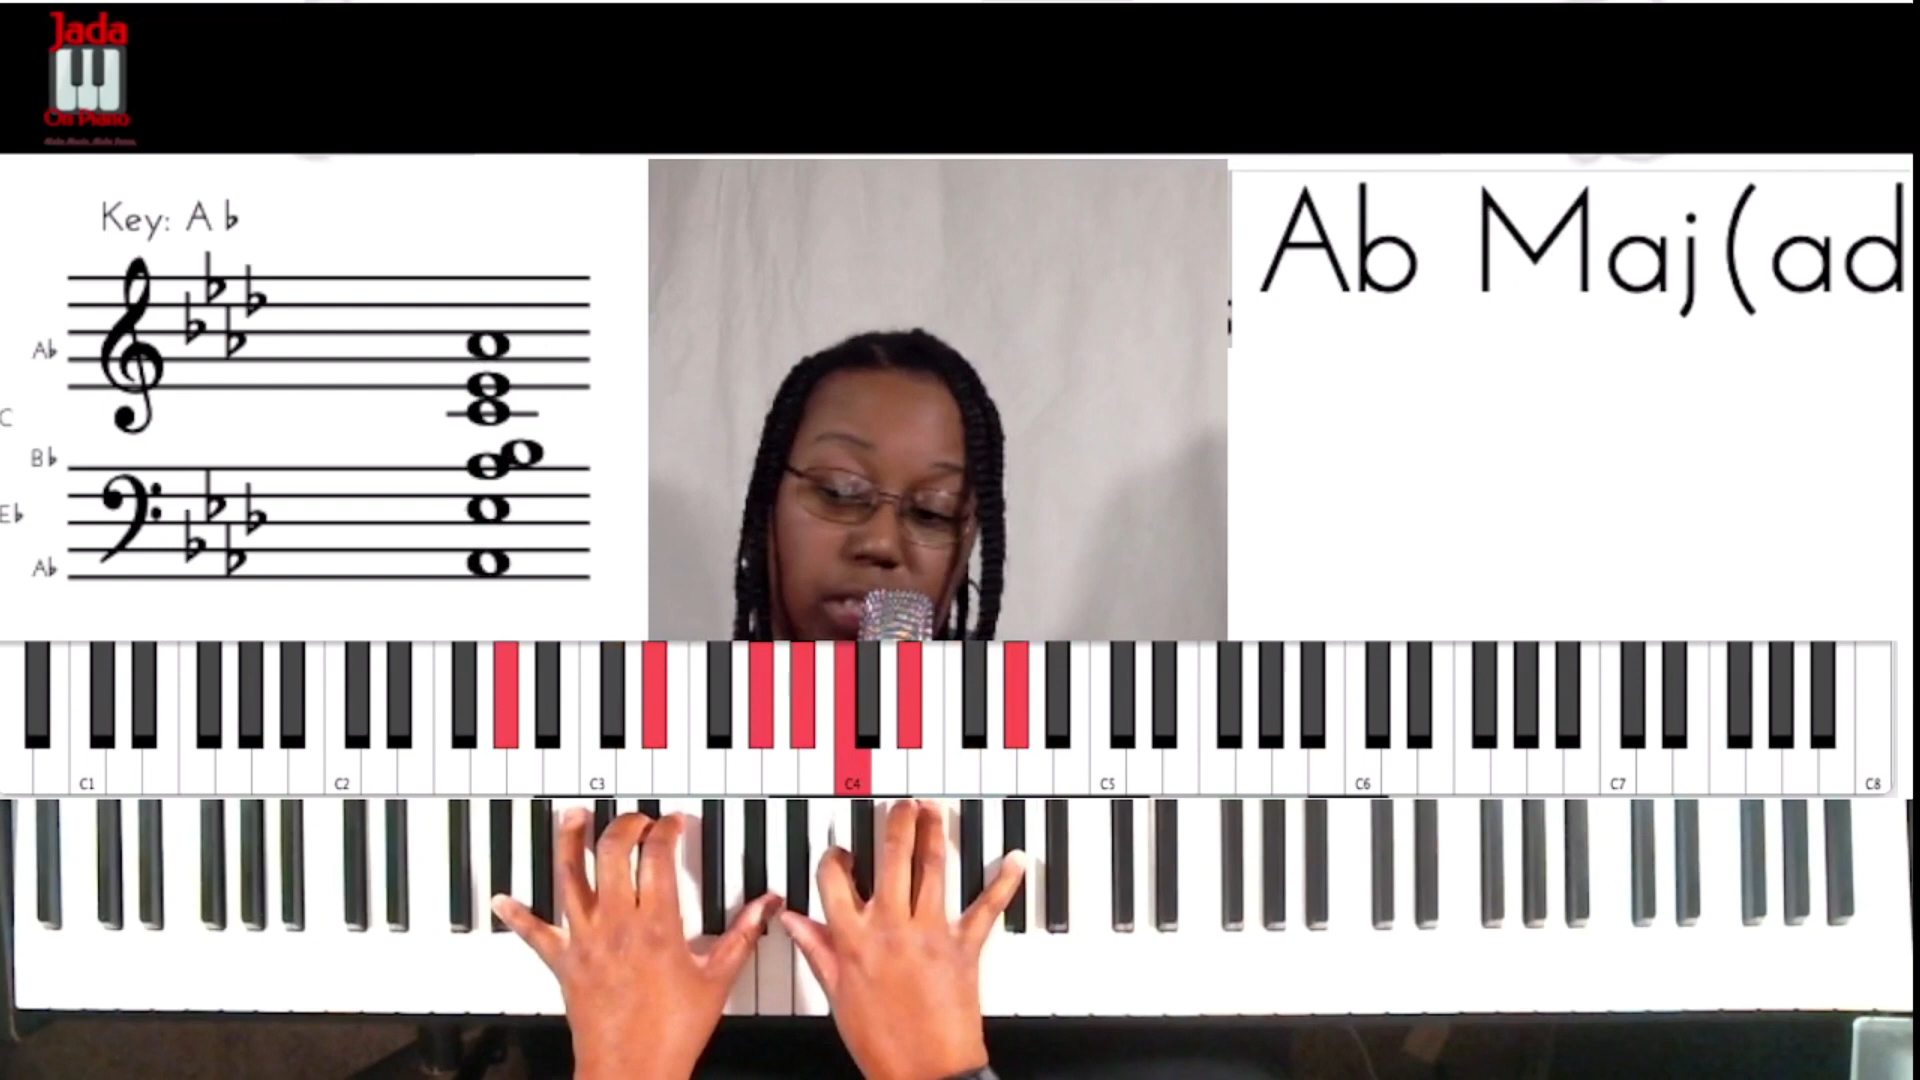 Jada
On Piano
Key: A♭
Ab Maj(ad
A♭
C
B♭
E♭
A♭
C1 C2 C3 C4 C5 C6 C7 C8